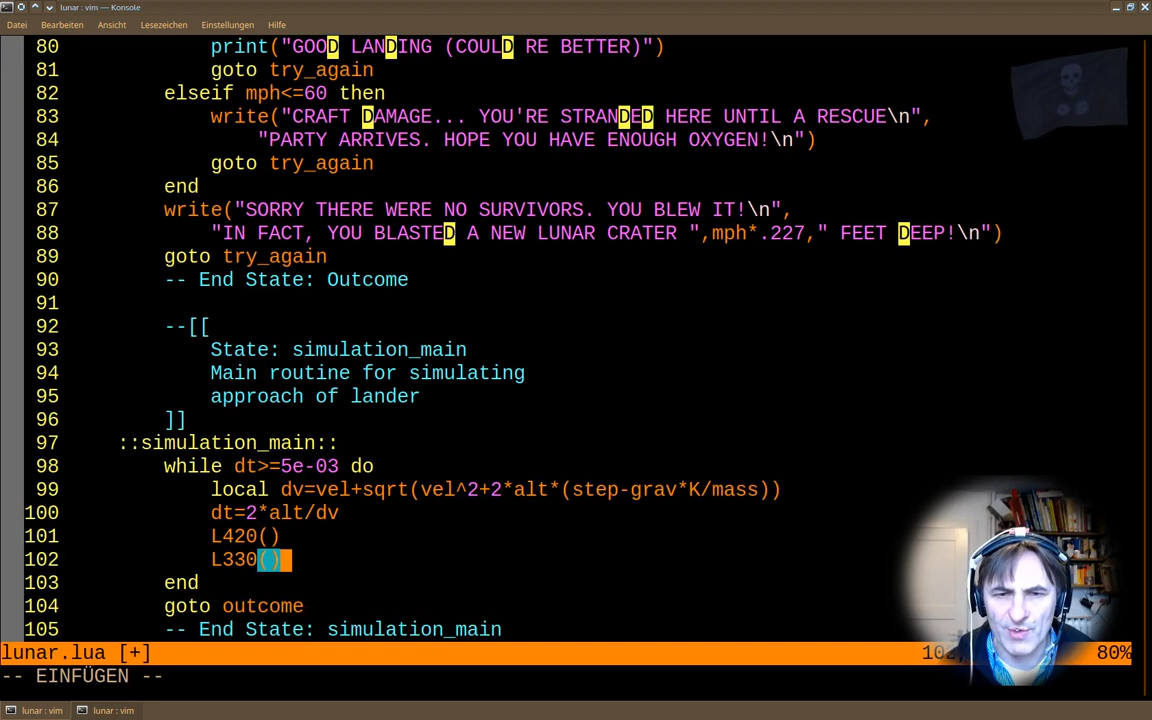 lunar : vim — Konsole
Datei Bearbeiten Ansicht Lesezeichen Einstellungen Hilfe
80 print("GOOD LANDING (COULD RE BETTER)")
81 goto try_again
82 elseif mph<=60 then
83 write("CRAFT DAMAGE... YOU'RE STRANDED HERE UNTIL A RESCUE\n",
84 "PARTY ARRIVES. HOPE YOU HAVE ENOUGH OXYGEN!\n")
85 goto try_again
86 end
87 write("SORRY THERE WERE NO SURVIVORS. YOU BLEW IT!\n",
88 "IN FACT, YOU BLASTED A NEW LUNAR CRATER ",mph*.227," FEET DEEP!\n")
89 goto try_again
90 -- End State: Outcome
91
92 --[[
93 State: simulation_main
94 Main routine for simulating
95 approach of lander
96 ]]
97 ::simulation_main::
98 while dt>=5e-03 do
99 local dv=vel+sqrt(vel^2+2*alt*(step-grav*K/mass))
100 dt=2*alt/dv
101 L420()
102 L330()
103 end
104 goto outcome
105 -- End State: simulation_main
lunar.lua [+] 80%
-- EINFÜGEN --
lunar : vim lunar : vim